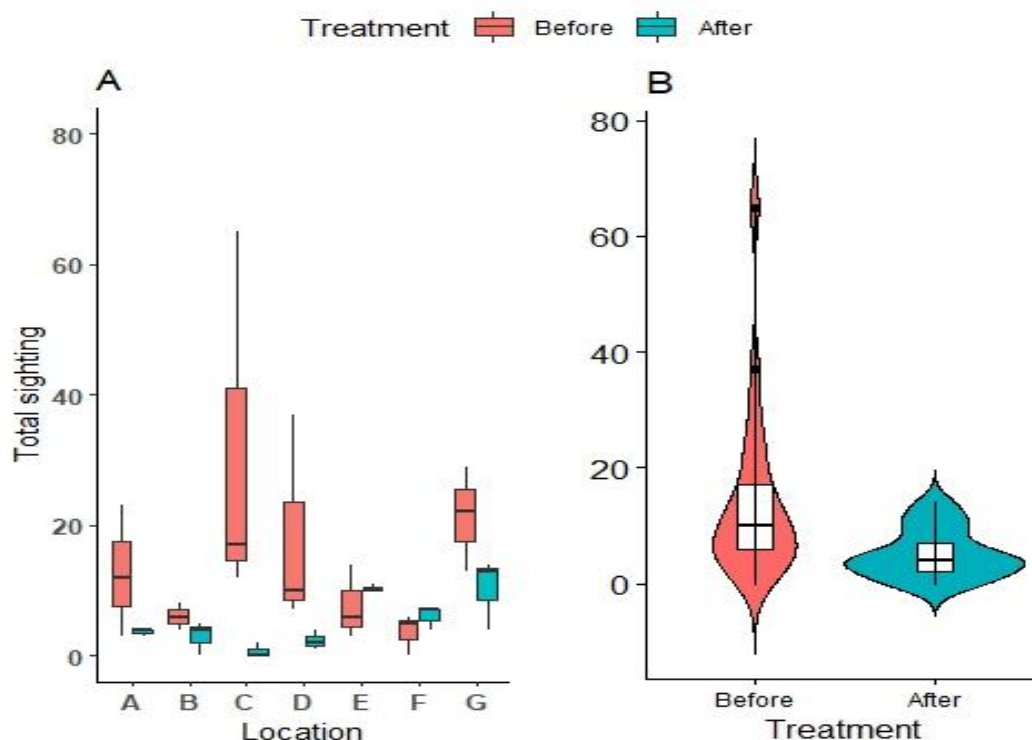 Treatment Before After
A
B
Total sighting
80
60
40
20
0
A B C D E F G
Location
80
60
40
20
0
Before After
Treatment